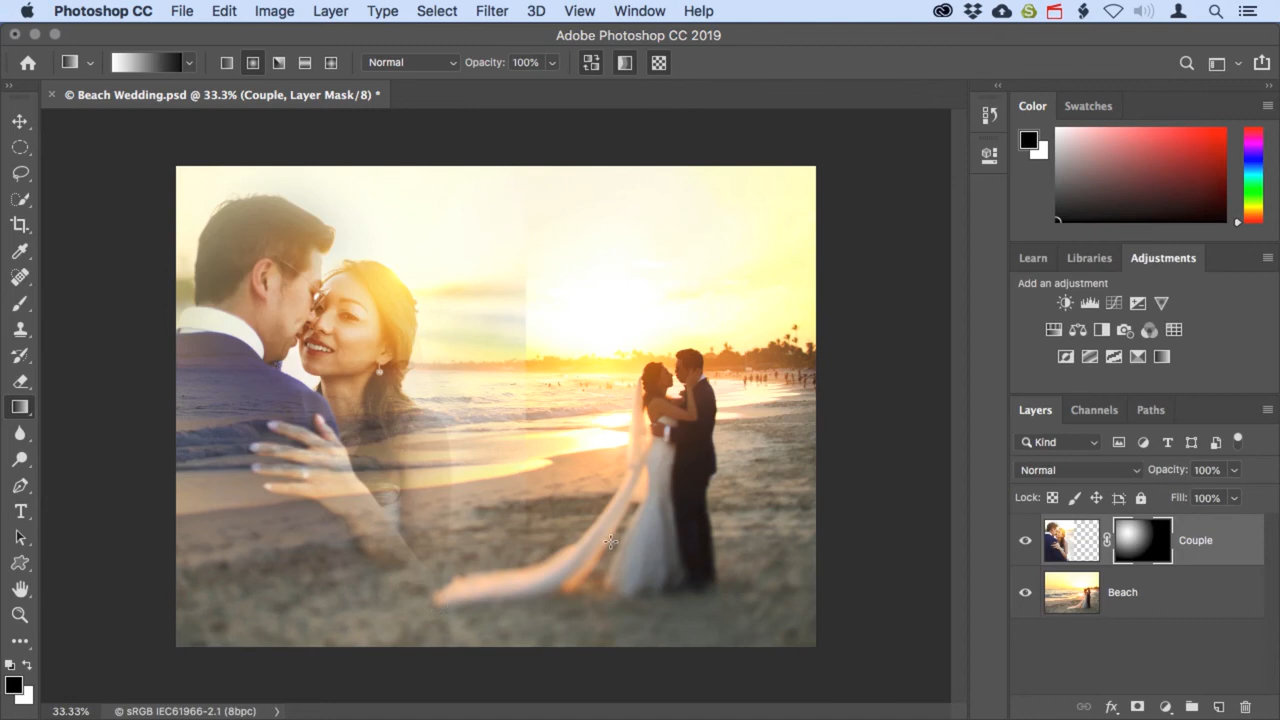 Photoshop CC File Edit Image Layer Type Select Filter 3D View Window Help
Adobe Photoshop CC 2019
Normal Opacity: 100%
× © Beach Wedding.psd @ 33.3% (Couple, Layer Mask/8) *
Color Swatches
Learn Libraries Adjustments
Add an adjustment
Layers Channels Paths
Kind
Normal Opacity: 100%
Lock: Fill: 100%
Couple
Beach
33.33% © sRGB IEC61966-2.1 (8bpc)